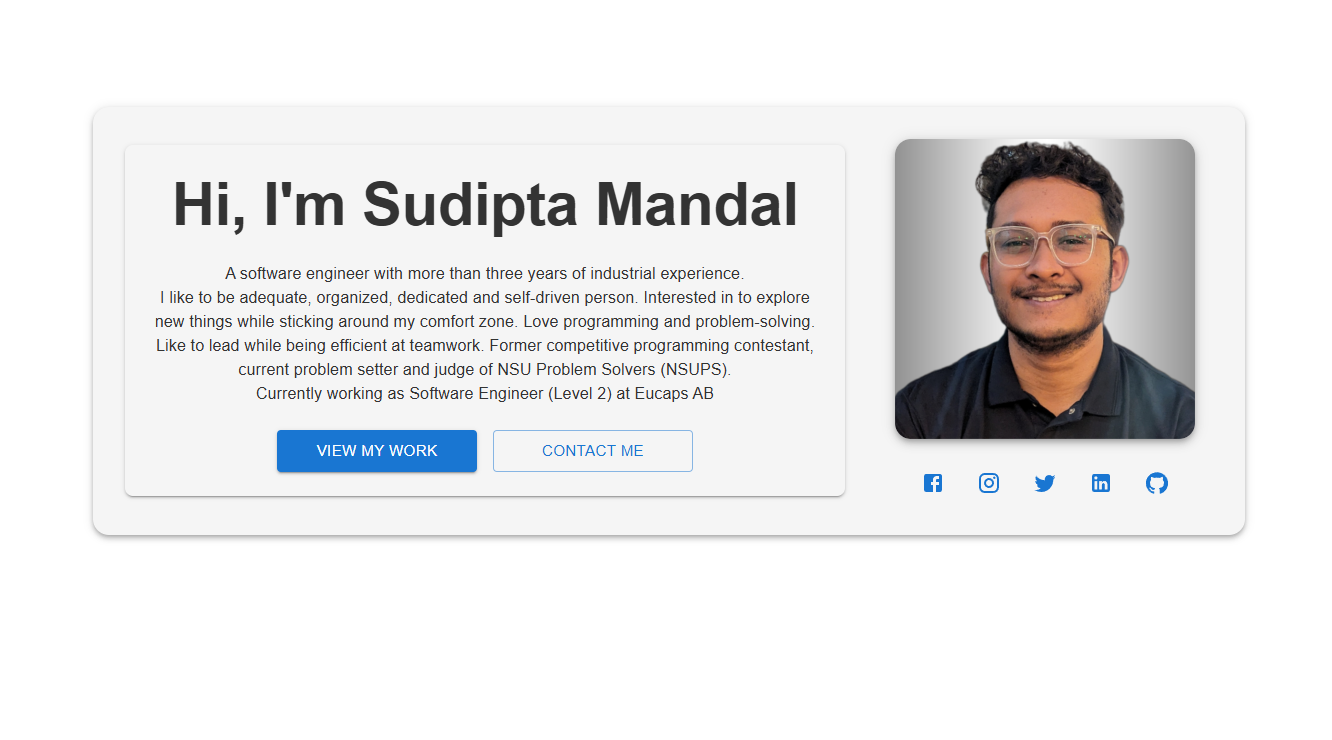 Hi, I'm Sudipta Mandal
A software engineer with more than three years of industrial experience.
I like to be adequate, organized, dedicated and self-driven person. Interested in to explore
new things while sticking around my comfort zone. Love programming and problem-solving.
Like to lead while being efficient at teamwork. Former competitive programming contestant,
current problem setter and judge of NSU Problem Solvers (NSUPS).
Currently working as Software Engineer (Level 2) at Eucaps AB
VIEW MY WORK
CONTACT ME